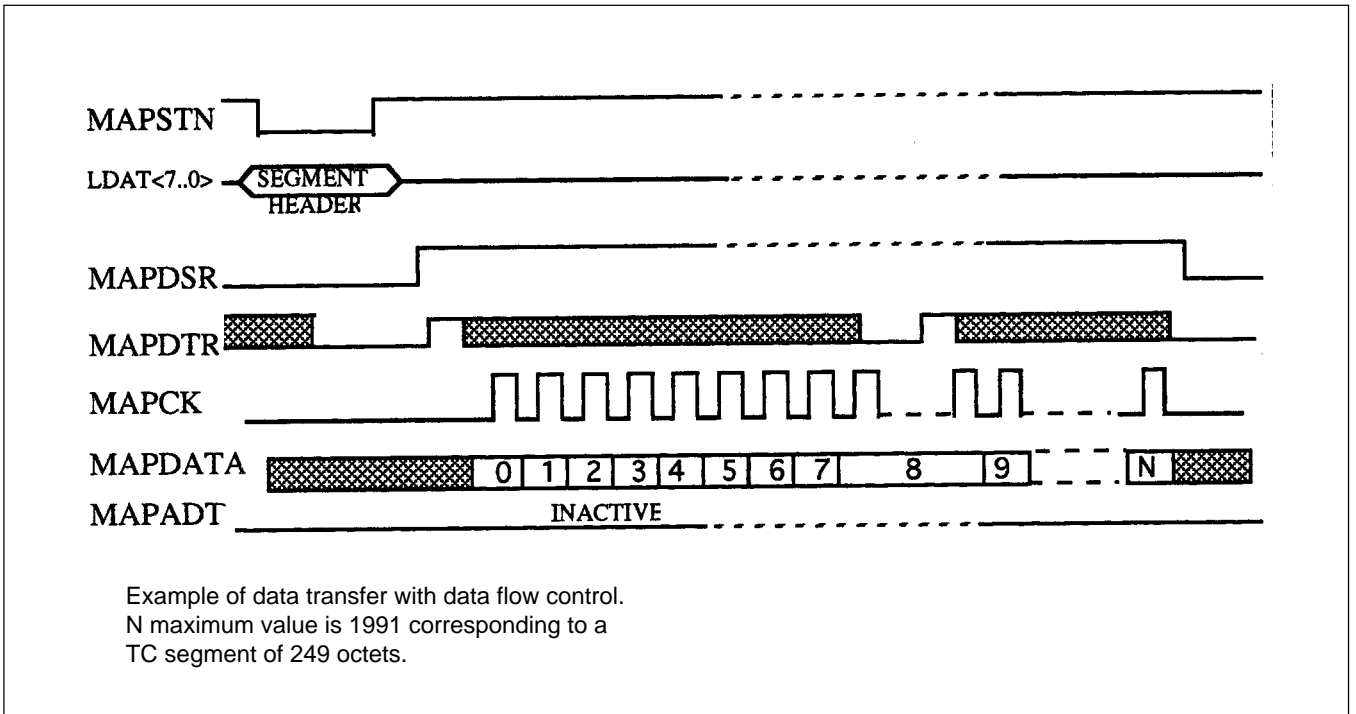 MAPSTN
LDAT<7..0>
SEGMENT
HEADER
MAPDSR
MAPDTR
MAPCK
MAPDATA
0 1 2 3 4 5 6 7 8 9 N
MAPADT
INACTIVE
Example of data transfer with data flow control.
N maximum value is 1991 corresponding to a
TC segment of 249 octets.